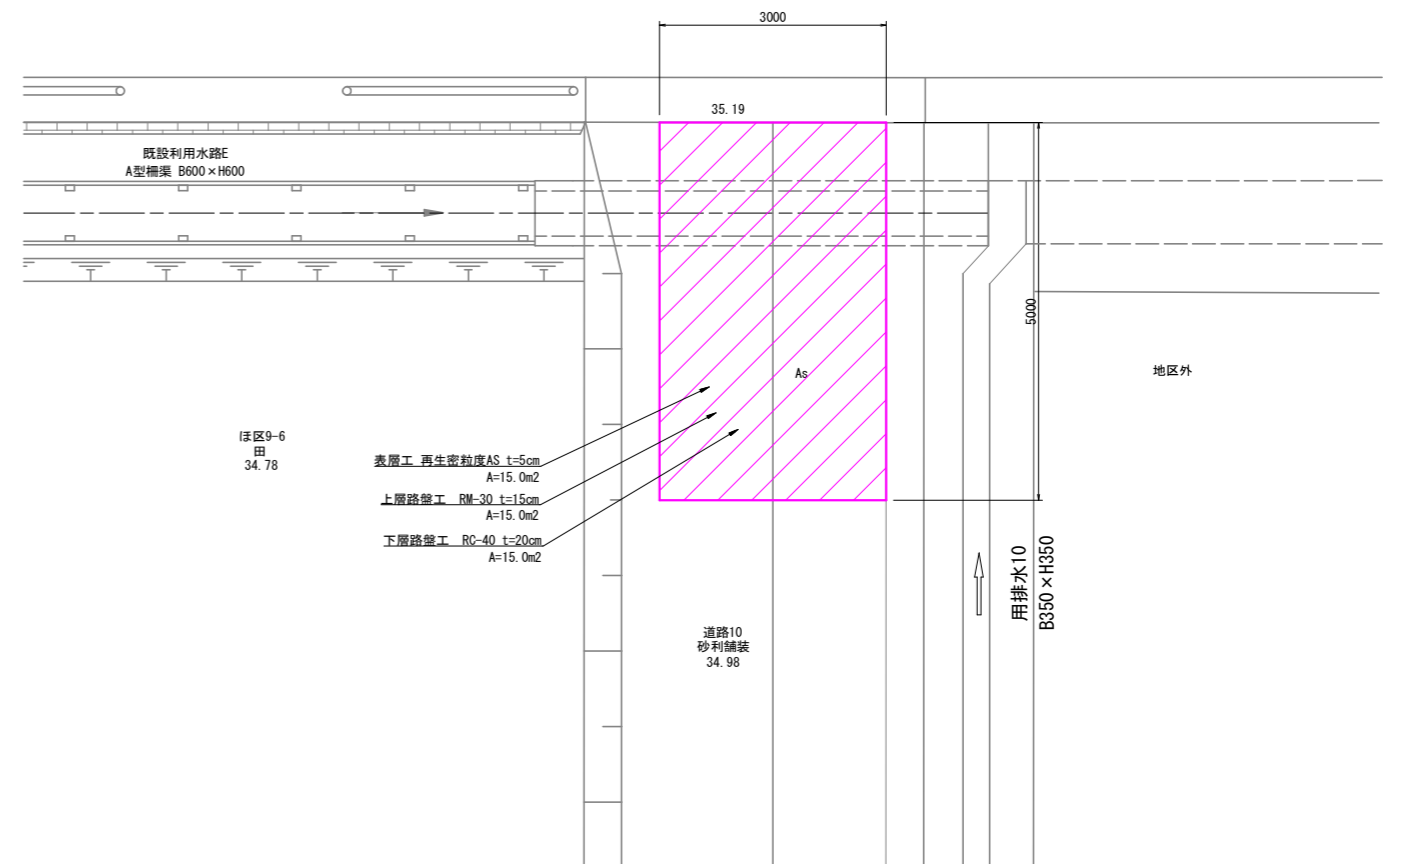 3000
35.19
既設利用水路E
A型柵渠 B600×H600
5000
As
地区外
ほ区9-6
田
34.78
表層工 再生密粒度AS t=5cm
A=15.0m2
上層路盤工 RM-30 t=15cm
A=15.0m2
下層路盤工 RC-40 t=20cm
A=15.0m2
用排水10
B350×H350
道路10
砂利舗装
34.98